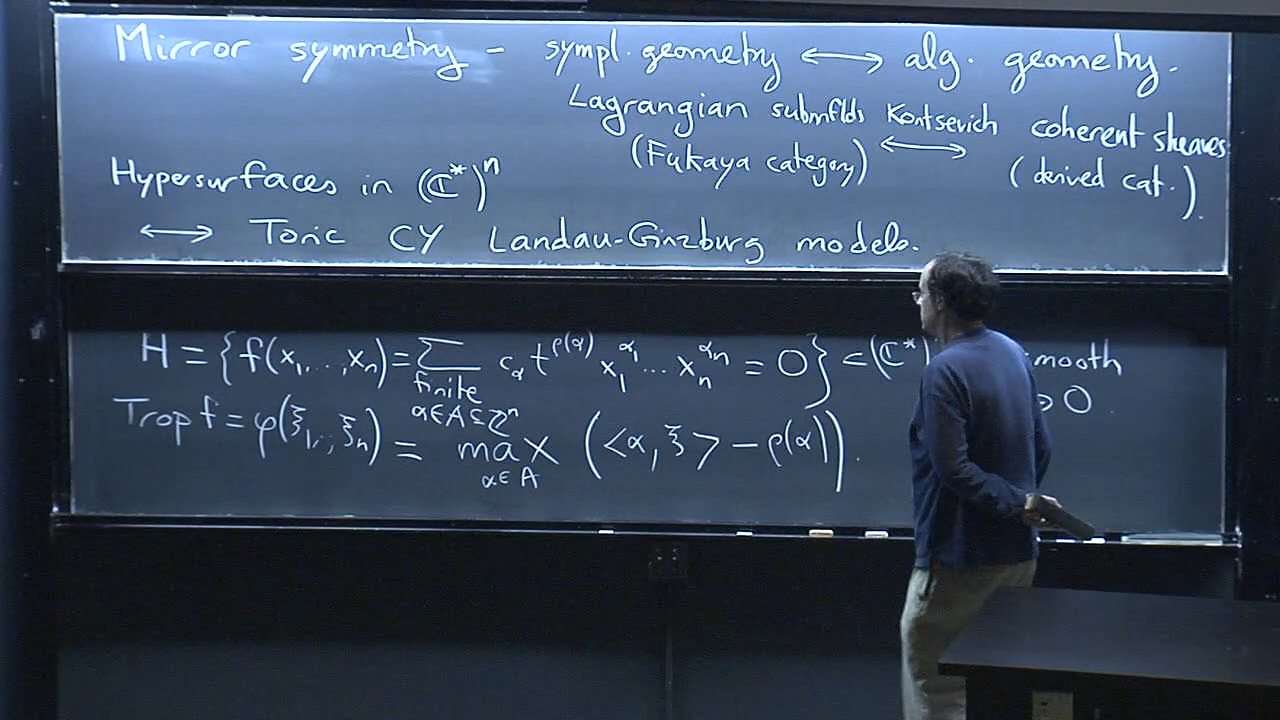 Mirror symmetry - sympl. geometry ⟷ alg. geometry.
Lagrangian submflds Kontsevich coherent sheaves
(Fukaya category) ⟷ (derived cat.)
Hypersurfaces in (ℂ*)ⁿ
⟷ Toric CY Landau-Ginzburg models.
H = {f(x₁,..,xₙ) = ∑ c_α t^{ρ(α)} x₁^{α₁} ... xₙ^{αₙ} = 0} ⊂ (ℂ*)
finite
α∈A⊆ℤⁿ
0.
Trop f = φ(ξ₁,..,ξₙ) = max (<α,ξ> - ρ(α)).
α∈A